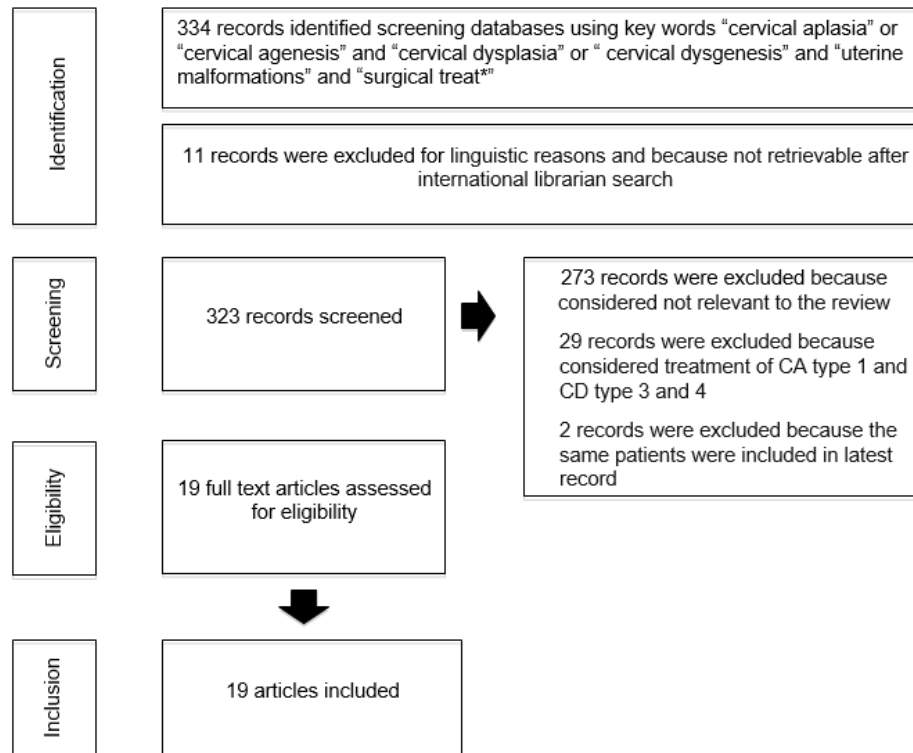 Identification
334 records identified screening databases using key words “cervical aplasia” or
“cervical agenesis” and “cervical dysplasia” or “ cervical dysgenesis” and “uterine
malformations” and “surgical treat*”
11 records were excluded for linguistic reasons and because not retrievable after
international librarian search
Screening
323 records screened
273 records were excluded because
considered not relevant to the review
29 records were excluded because
considered treatment of CA type 1 and
CD type 3 and 4
2 records were excluded because the
same patients were included in latest
record
Eligibility
19 full text articles assessed
for eligibility
Inclusion
19 articles included